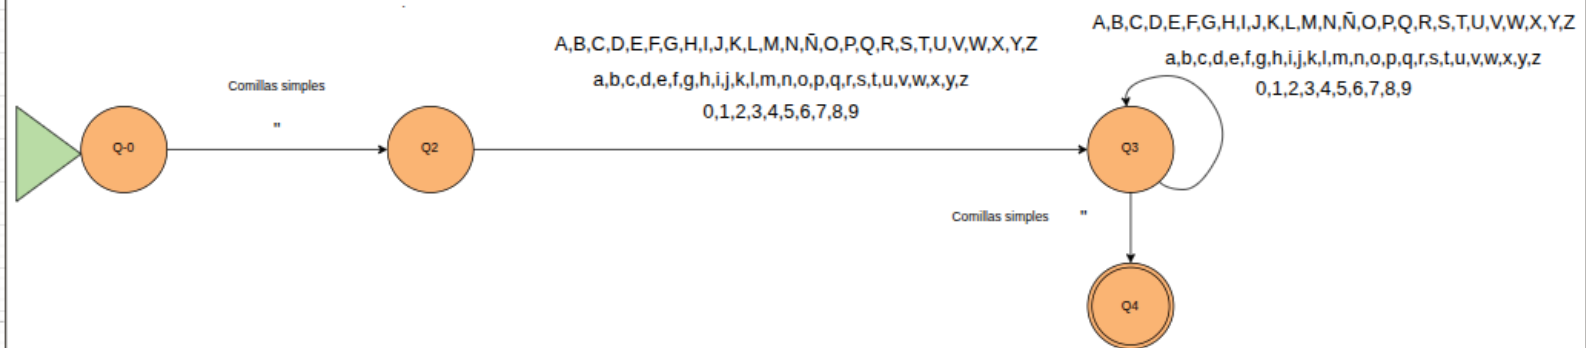 A,B,C,D,E,F,G,H,I,J,K,L,M,N,Ñ,O,P,Q,R,S,T,U,V,W,X,Y,Z
a,b,c,d,e,f,g,h,i,j,k,l,m,n,o,p,q,r,s,t,u,v,w,x,y,z
0,1,2,3,4,5,6,7,8,9
A,B,C,D,E,F,G,H,I,J,K,L,M,N,Ñ,O,P,Q,R,S,T,U,V,W,X,Y,Z
a,b,c,d,e,f,g,h,i,j,k,l,m,n,o,p,q,r,s,t,u,v,w,x,y,z
0,1,2,3,4,5,6,7,8,9
Comillas simples
"
Q-0
Q2
Q3
Comillas simples "
Q4